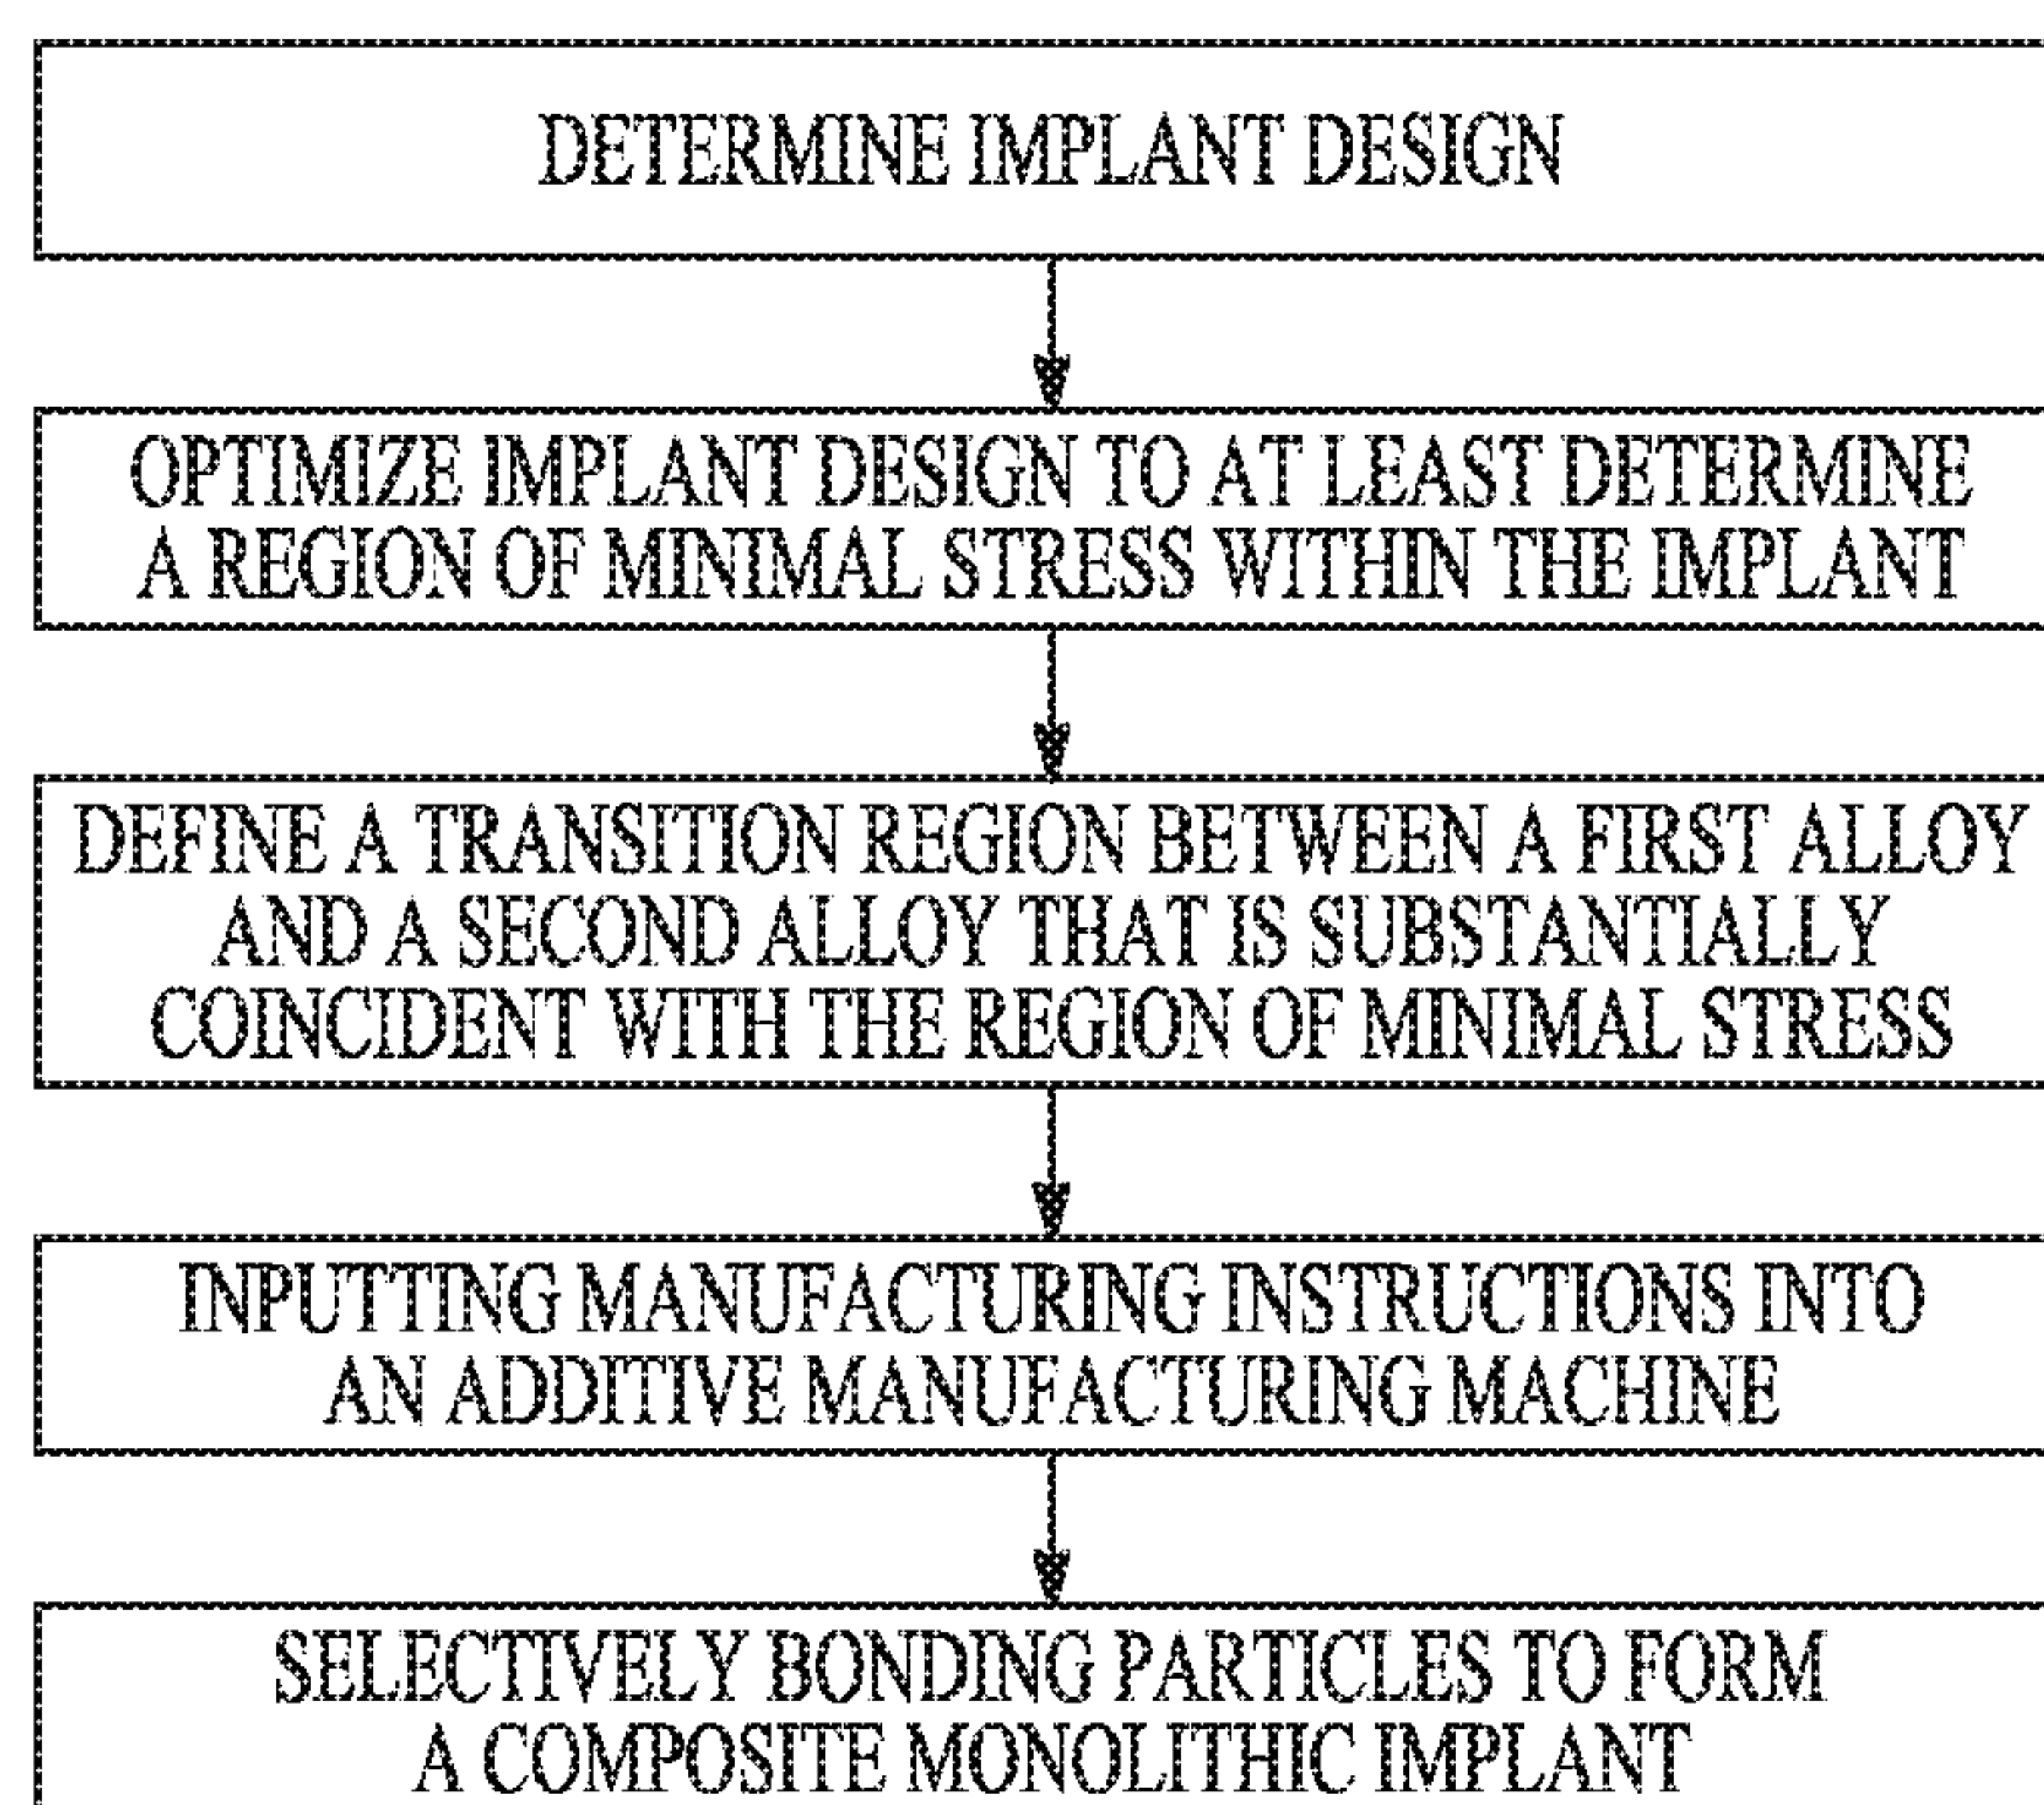 DETERMINE IMPLANT DESIGN
OPTIMIZE IMPLANT DESIGN TO AT LEAST DETERMINE
A REGION OF MINIMAL STRESS WITHIN THE IMPLANT
DEFINE A TRANSITION REGION BETWEEN A FIRST ALLOY
AND A SECOND ALLOY THAT IS SUBSTANTIALLY
COINCIDENT WITH THE REGION OF MINIMAL STRESS
INPUTTING MANUFACTURING INSTRUCTIONS INTO
AN ADDITIVE MANUFACTURING MACHINE
SELECTIVELY BONDING PARTICLES TO FORM
A COMPOSITE MONOLITHIC IMPLANT